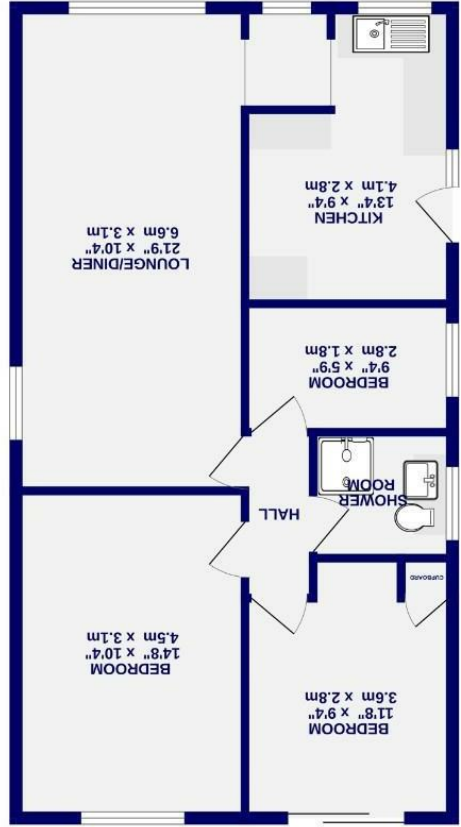 BEDROOM
11'8" x 9'4"
3.6m x 2.8m
BEDROOM
14'8" x 10'4"
4.5m x 3.1m
CUPBOARD
HALL
SHOWER
ROOM
BEDROOM
9'4" x 5'9"
2.8m x 1.8m
LOUNGE/DINER
21'9" x 10'4"
6.6m x 3.1m
KITCHEN
13'4" x 9'4"
4.1m x 2.8m